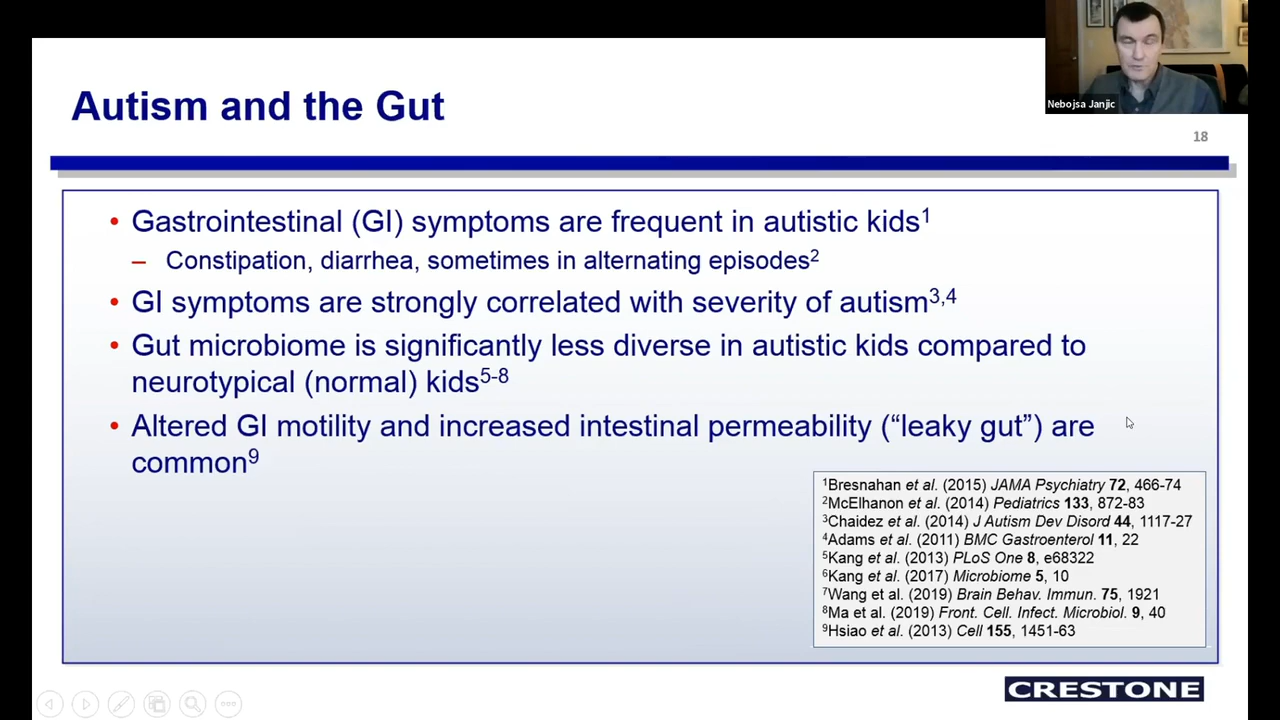 Nebojsa Janjic
Autism and the Gut
18
• Gastrointestinal (GI) symptoms are frequent in autistic kids1
– Constipation, diarrhea, sometimes in alternating episodes2
• GI symptoms are strongly correlated with severity of autism3,4
• Gut microbiome is significantly less diverse in autistic kids compared to
neurotypical (normal) kids5-8
• Altered GI motility and increased intestinal permeability (“leaky gut”) are
common9
1Bresnahan et al. (2015) JAMA Psychiatry 72, 466-74
2McElhanon et al. (2014) Pediatrics 133, 872-83
3Chaidez et al. (2014) J Autism Dev Disord 44, 1117-27
4Adams et al. (2011) BMC Gastroenterol 11, 22
5Kang et al. (2013) PLoS One 8, e68322
6Kang et al. (2017) Microbiome 5, 10
7Wang et al. (2019) Brain Behav. Immun. 75, 1921
8Ma et al. (2019) Front. Cell. Infect. Microbiol. 9, 40
9Hsiao et al. (2013) Cell 155, 1451-63
CRESTONE